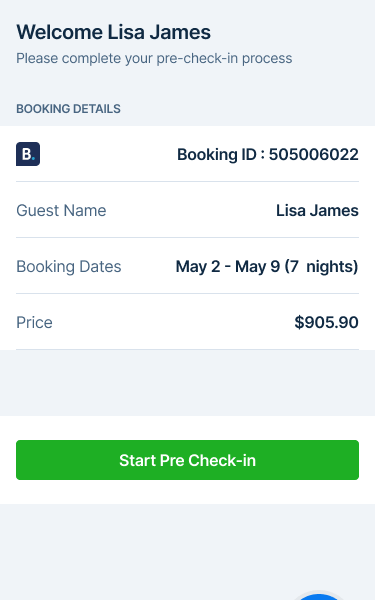 Welcome Lisa James
Please complete your pre-check-in process
BOOKING DETAILS
B. Booking ID : 505006022
Guest Name Lisa James
Booking Dates May 2 - May 9 (7 nights)
Price $905.90
Start Pre Check-in